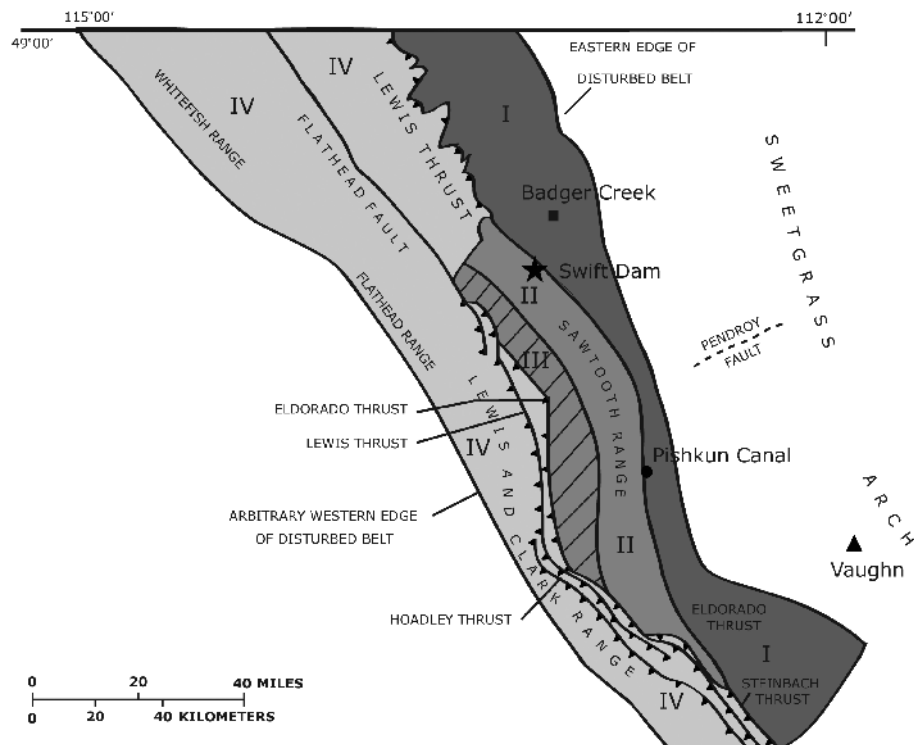 115°00′
112°00′
49°00′
EASTERN EDGE OF
DISTURBED BELT
IV
IV
I
WHITEFISH RANGE
FLATHEAD FAULT
LEWIS THRUST
SWEETGRASS
ARCH
Badger Creek
Swift Dam
II
FLATHEAD RANGE
SAWTOOTH RANGE
PENDROY
FAULT
III
ELDORADO THRUST
LEWIS THRUST
IV
LEWIS AND CLARK RANGE
Pishkun Canal
ARBITRARY WESTERN EDGE
OF DISTURBED BELT
II
Vaughn
HOADLEY THRUST
ELDORADO
THRUST
I
STEINBACH
THRUST
IV
0 20 40 MILES
0 20 40 KILOMETERS